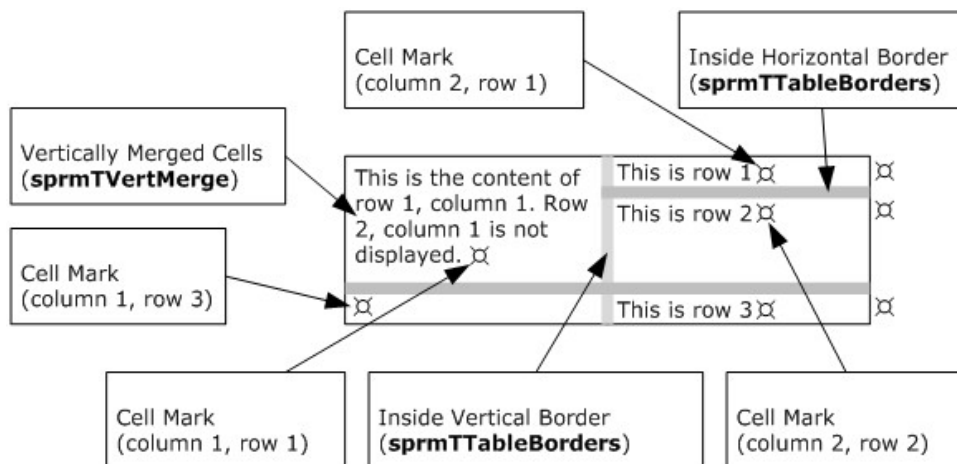 Cell Mark
(column 2, row 1)
Inside Horizontal Border
(sprmTTableBorders)
Vertically Merged Cells
(sprmTVertMerge)
This is the content of
row 1, column 1. Row
2, column 1 is not
displayed. ¤
This is row 1¤ ¤
This is row 2¤ ¤
Cell Mark
(column 1, row 3)
¤
This is row 3¤ ¤
Cell Mark
(column 1, row 1)
Inside Vertical Border
(sprmTTableBorders)
Cell Mark
(column 2, row 2)